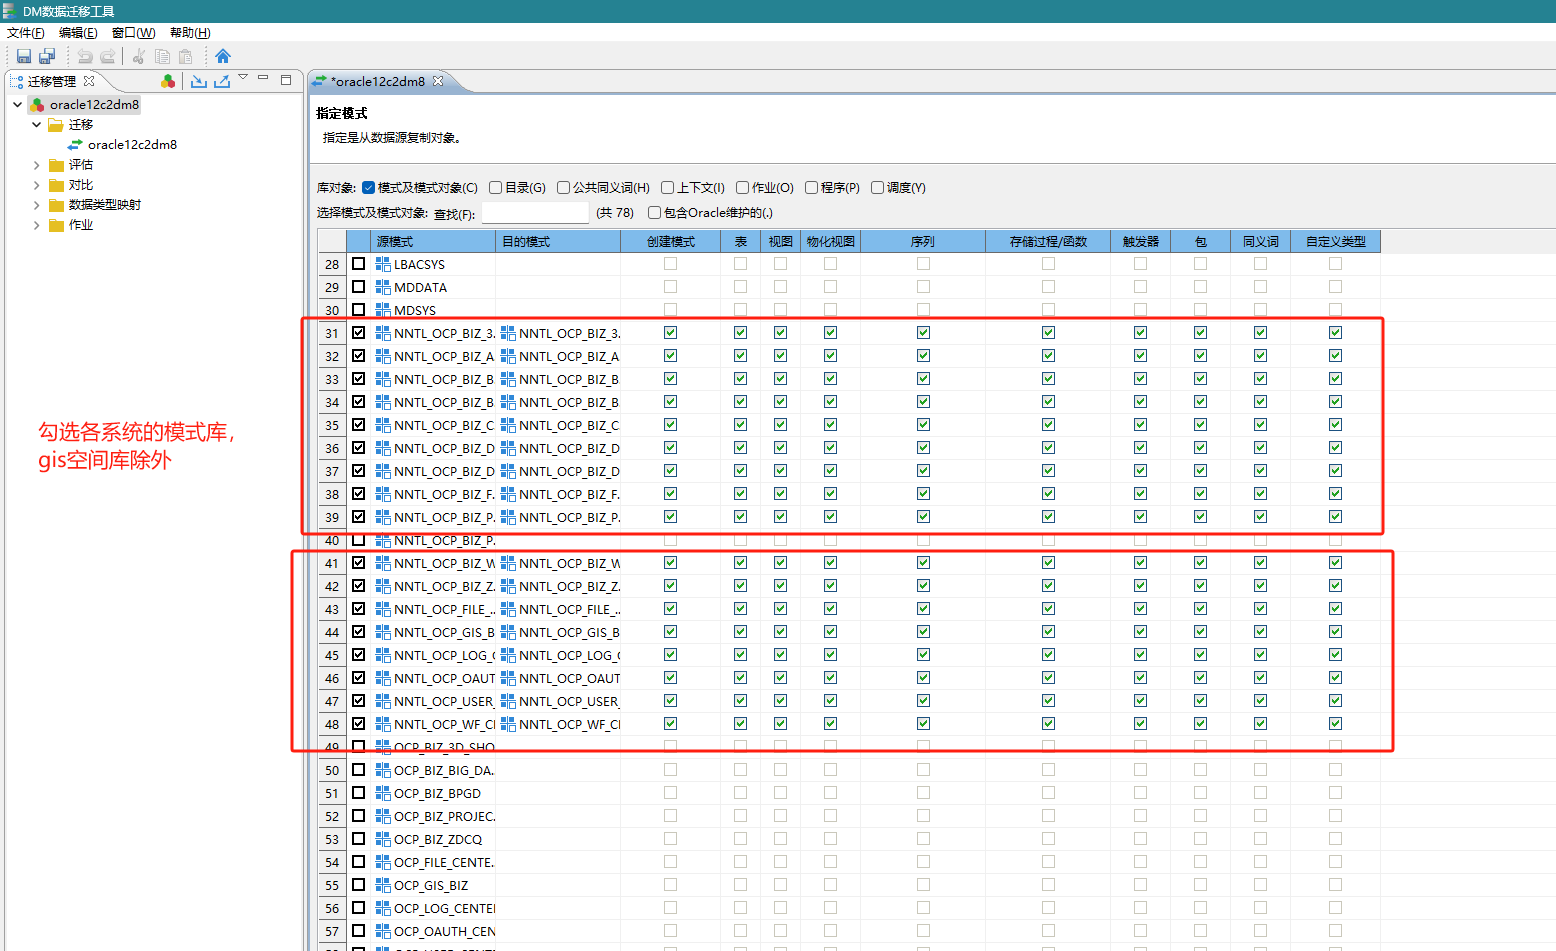 DM数据迁移工具
文件(F) 编辑(E) 窗口(W) 帮助(H)
迁移管理
*oracle12c2dm8
oracle12c2dm8
迁移
oracle12c2dm8
评估
对比
数据类型映射
作业
勾选各系统的模式库，
gis空间库除外
指定模式
指定是从数据源复制对象。
库对象: 模式及模式对象(C) 目录(G) 公共同义词(H) 上下文(I) 作业(O) 程序(P) 调度(Y)
选择模式及模式对象: 查找(F): (共 78) 包含Oracle维护的(.)
源模式 目的模式 创建模式 表 视图 物化视图 序列 存储过程/函数 触发器 包 同义词 自定义类型
28 LBACSYS
29 MDDATA
30 MDSYS
31 NNTL_OCP_BIZ_3. NNTL_OCP_BIZ_3.
32 NNTL_OCP_BIZ_A NNTL_OCP_BIZ_A
33 NNTL_OCP_BIZ_B NNTL_OCP_BIZ_B
34 NNTL_OCP_BIZ_B NNTL_OCP_BIZ_B
35 NNTL_OCP_BIZ_C NNTL_OCP_BIZ_C
36 NNTL_OCP_BIZ_D NNTL_OCP_BIZ_D
37 NNTL_OCP_BIZ_D NNTL_OCP_BIZ_D
38 NNTL_OCP_BIZ_F. NNTL_OCP_BIZ_F.
39 NNTL_OCP_BIZ_P. NNTL_OCP_BIZ_P.
40 NNTL_OCP_BIZ_P.
41 NNTL_OCP_BIZ_W NNTL_OCP_BIZ_W
42 NNTL_OCP_BIZ_Z. NNTL_OCP_BIZ_Z.
43 NNTL_OCP_FILE_.. NNTL_OCP_FILE_..
44 NNTL_OCP_GIS_B NNTL_OCP_GIS_B
45 NNTL_OCP_LOG_C NNTL_OCP_LOG_C
46 NNTL_OCP_OAUT NNTL_OCP_OAUT
47 NNTL_OCP_USER_ NNTL_OCP_USER_
48 NNTL_OCP_WF_CI NNTL_OCP_WF_CI
49 OCP_BIZ_3D_SHO
50 OCP_BIZ_BIG_DA.
51 OCP_BIZ_BPGD
52 OCP_BIZ_PROJEC.
53 OCP_BIZ_ZDCQ
54 OCP_FILE_CENTE.
55 OCP_GIS_BIZ
56 OCP_LOG_CENTEI
57 OCP_OAUTH_CEN